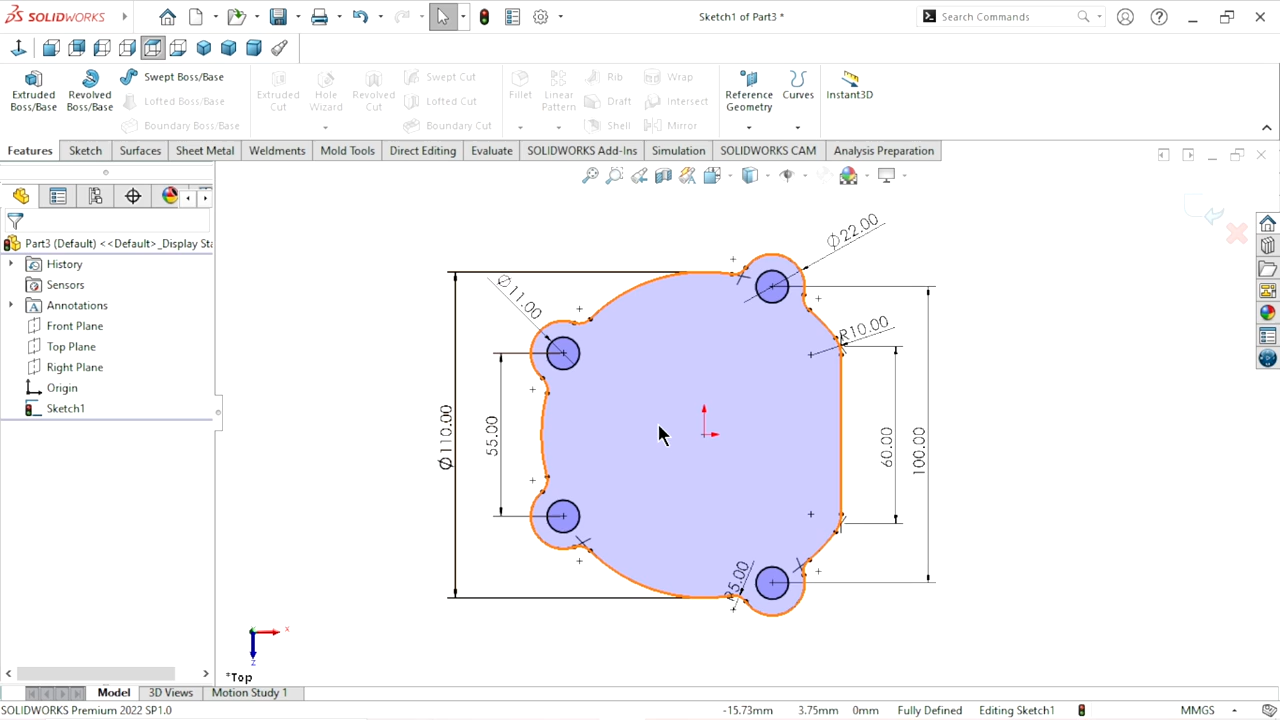 SOLIDWORKS
Sketch1 of Part3 *
Search Commands
Extruded Boss/Base
Revolved Boss/Base
Swept Boss/Base
Lofted Boss/Base
Boundary Boss/Base
Extruded Cut
Hole Wizard
Revolved Cut
Swept Cut
Lofted Cut
Boundary Cut
Fillet
Linear Pattern
Rib
Draft
Shell
Wrap
Intersect
Mirror
Reference Geometry
Curves
Instant3D
Features
Sketch
Surfaces
Sheet Metal
Weldments
Mold Tools
Direct Editing
Evaluate
SOLIDWORKS Add-Ins
Simulation
SOLIDWORKS CAM
Analysis Preparation
Part3 (Default) <<Default>_Display Sta
History
Sensors
Annotations
Front Plane
Top Plane
Right Plane
Origin
Sketch1
∅22.00
∅11.00
R10.00
∅110.00
55.00
60.00
100.00
R5.00
x
z
*Top
Model
3D Views
Motion Study 1
SOLIDWORKS Premium 2022 SP1.0
-15.73mm
3.75mm
0mm
Fully Defined
Editing Sketch1
MMGS